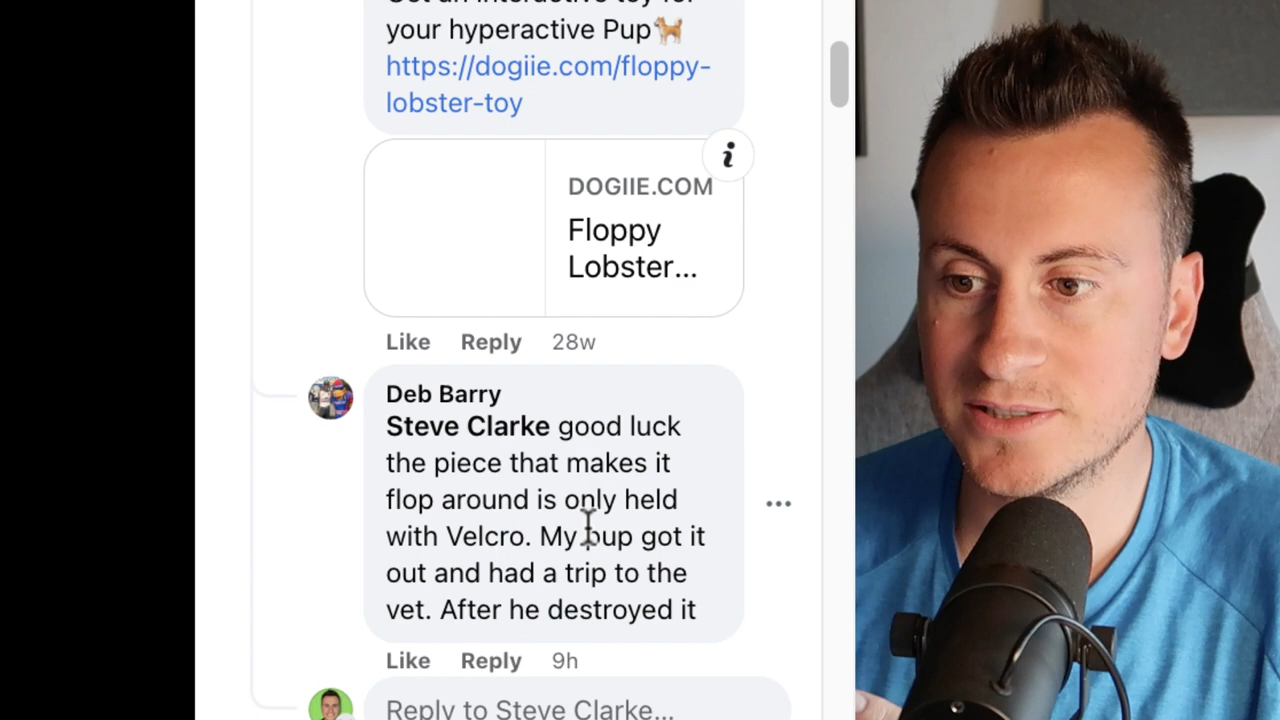 your hyperactive Pup🐕
https://dogiie.com/floppy-
lobster-toy
DOGIIE.COM
Floppy
Lobster...
Like Reply 28w
Deb Barry
Steve Clarke good luck
the piece that makes it
flop around is only held
with Velcro. My pup got it
out and had a trip to the
vet. After he destroyed it
Like Reply 9h
Reply to Steve Clarke...